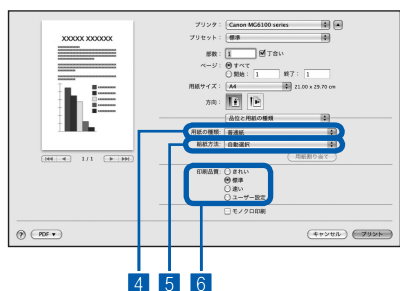 プリンタ: Canon MG6100 series
プリセット: 標準
部数: 1 丁合い
ページ: すべて
開始: 1 終了: 1
用紙サイズ: A4 21.00 x 29.70 cm
方向:
品位と用紙の種類
用紙の種類: 普通紙
給紙方法: 自動選択
用紙割り当て
印刷品質: きれい
標準
速い
ユーザー設定
モノクロ印刷
XXXXX XXXXXX
1 / 1
? PDF ▼ キャンセル プリント
4 5 6